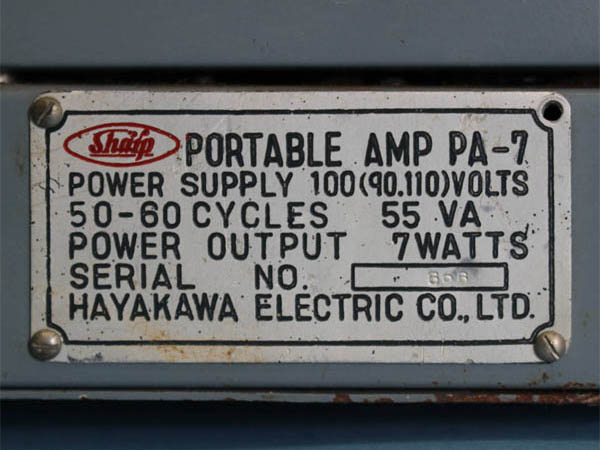 Sharp PORTABLE AMP PA-7
POWER SUPPLY 100(90.110)VOLTS
50-60 CYCLES 55 VA
POWER OUTPUT 7WATTS
SERIAL NO.
HAYAKAWA ELECTRIC CO., LTD.